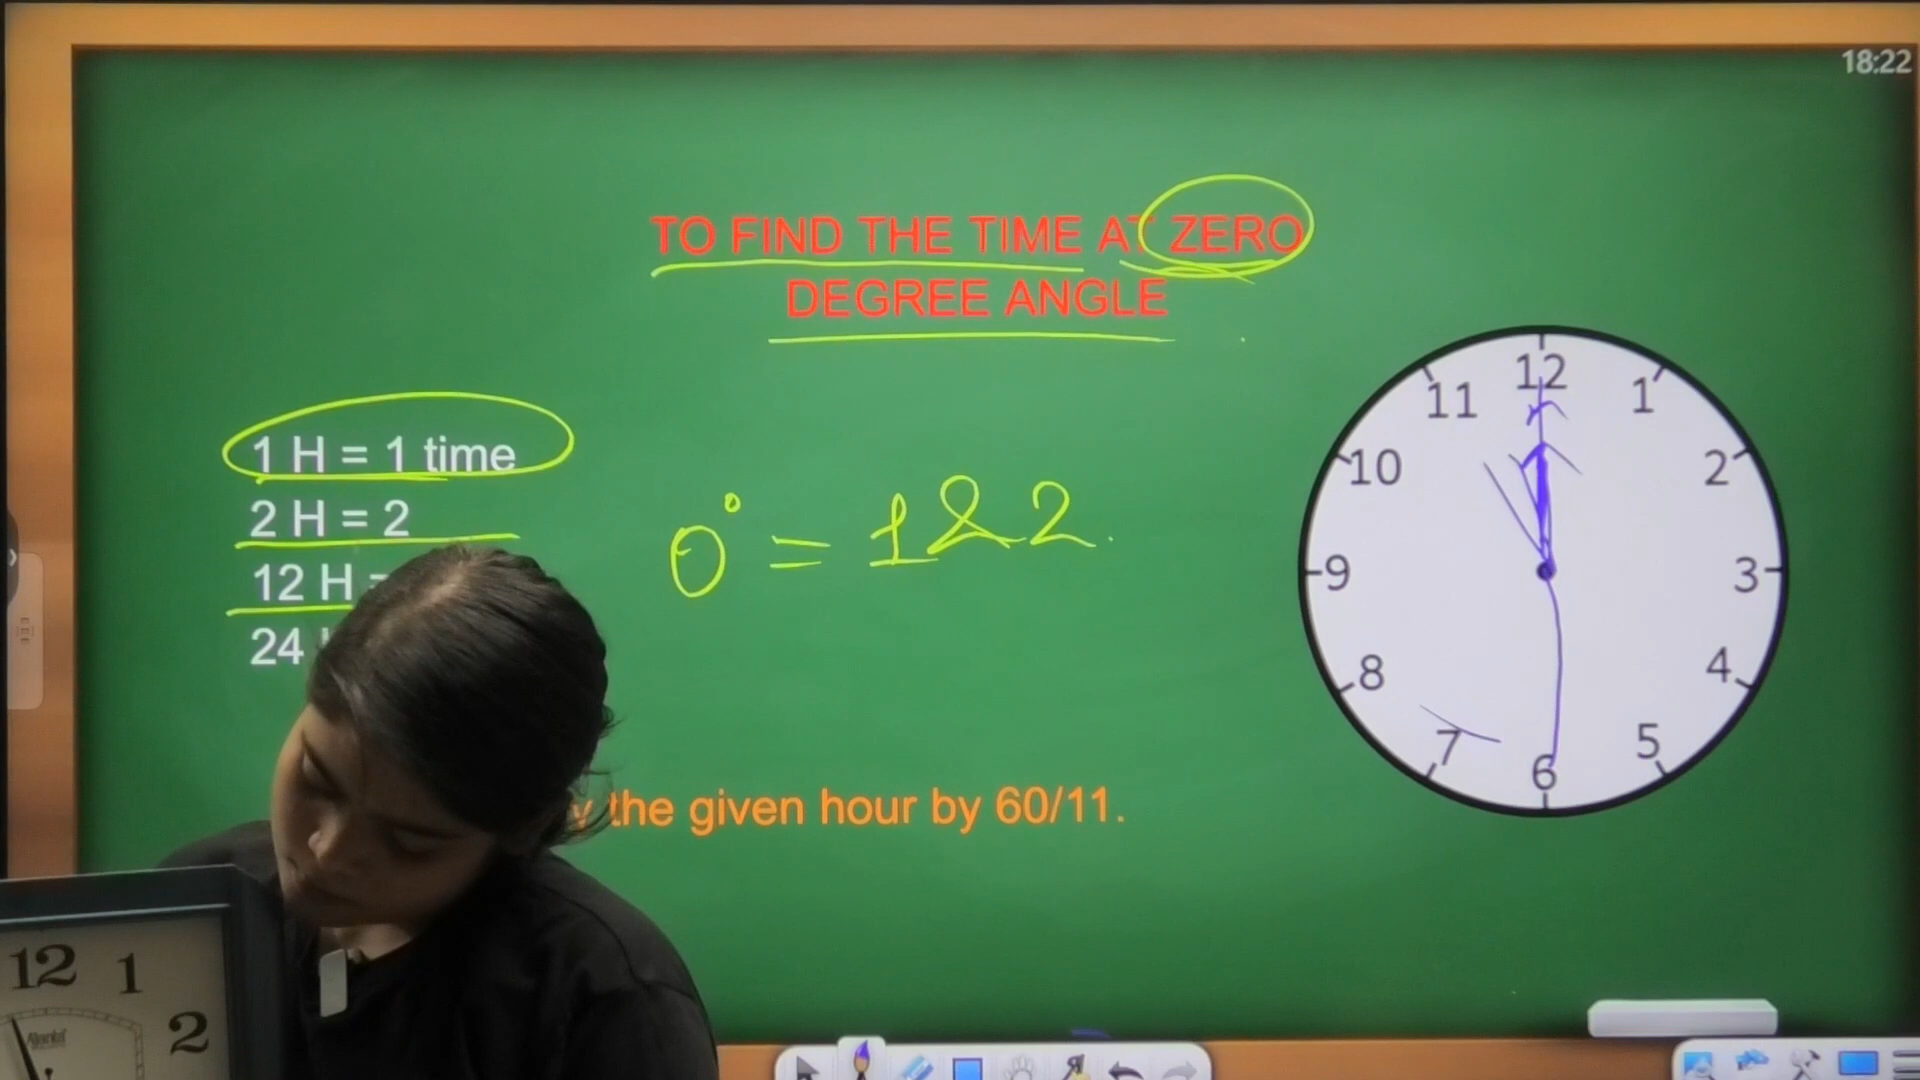 18:22
TO FIND THE TIME AT ZERO
DEGREE ANGLE
1 H = 1 time
2 H = 2
12 H =
24
0° = 1 & 2.
the given hour by 60/11.
12
1
2
3
4
5
6
7
8
9
10
11
12
1
2